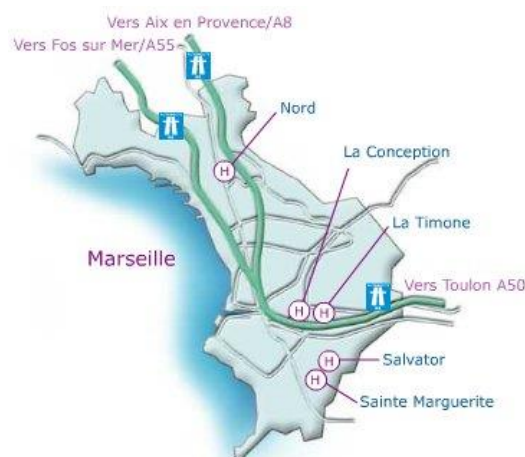 Vers Aix en Provence/A8
Vers Fos sur Mer/A55
Nord
H
La Conception
La Timone
Marseille
Vers Toulon A50
H
H
H
Salvator
H
Sainte Marguerite